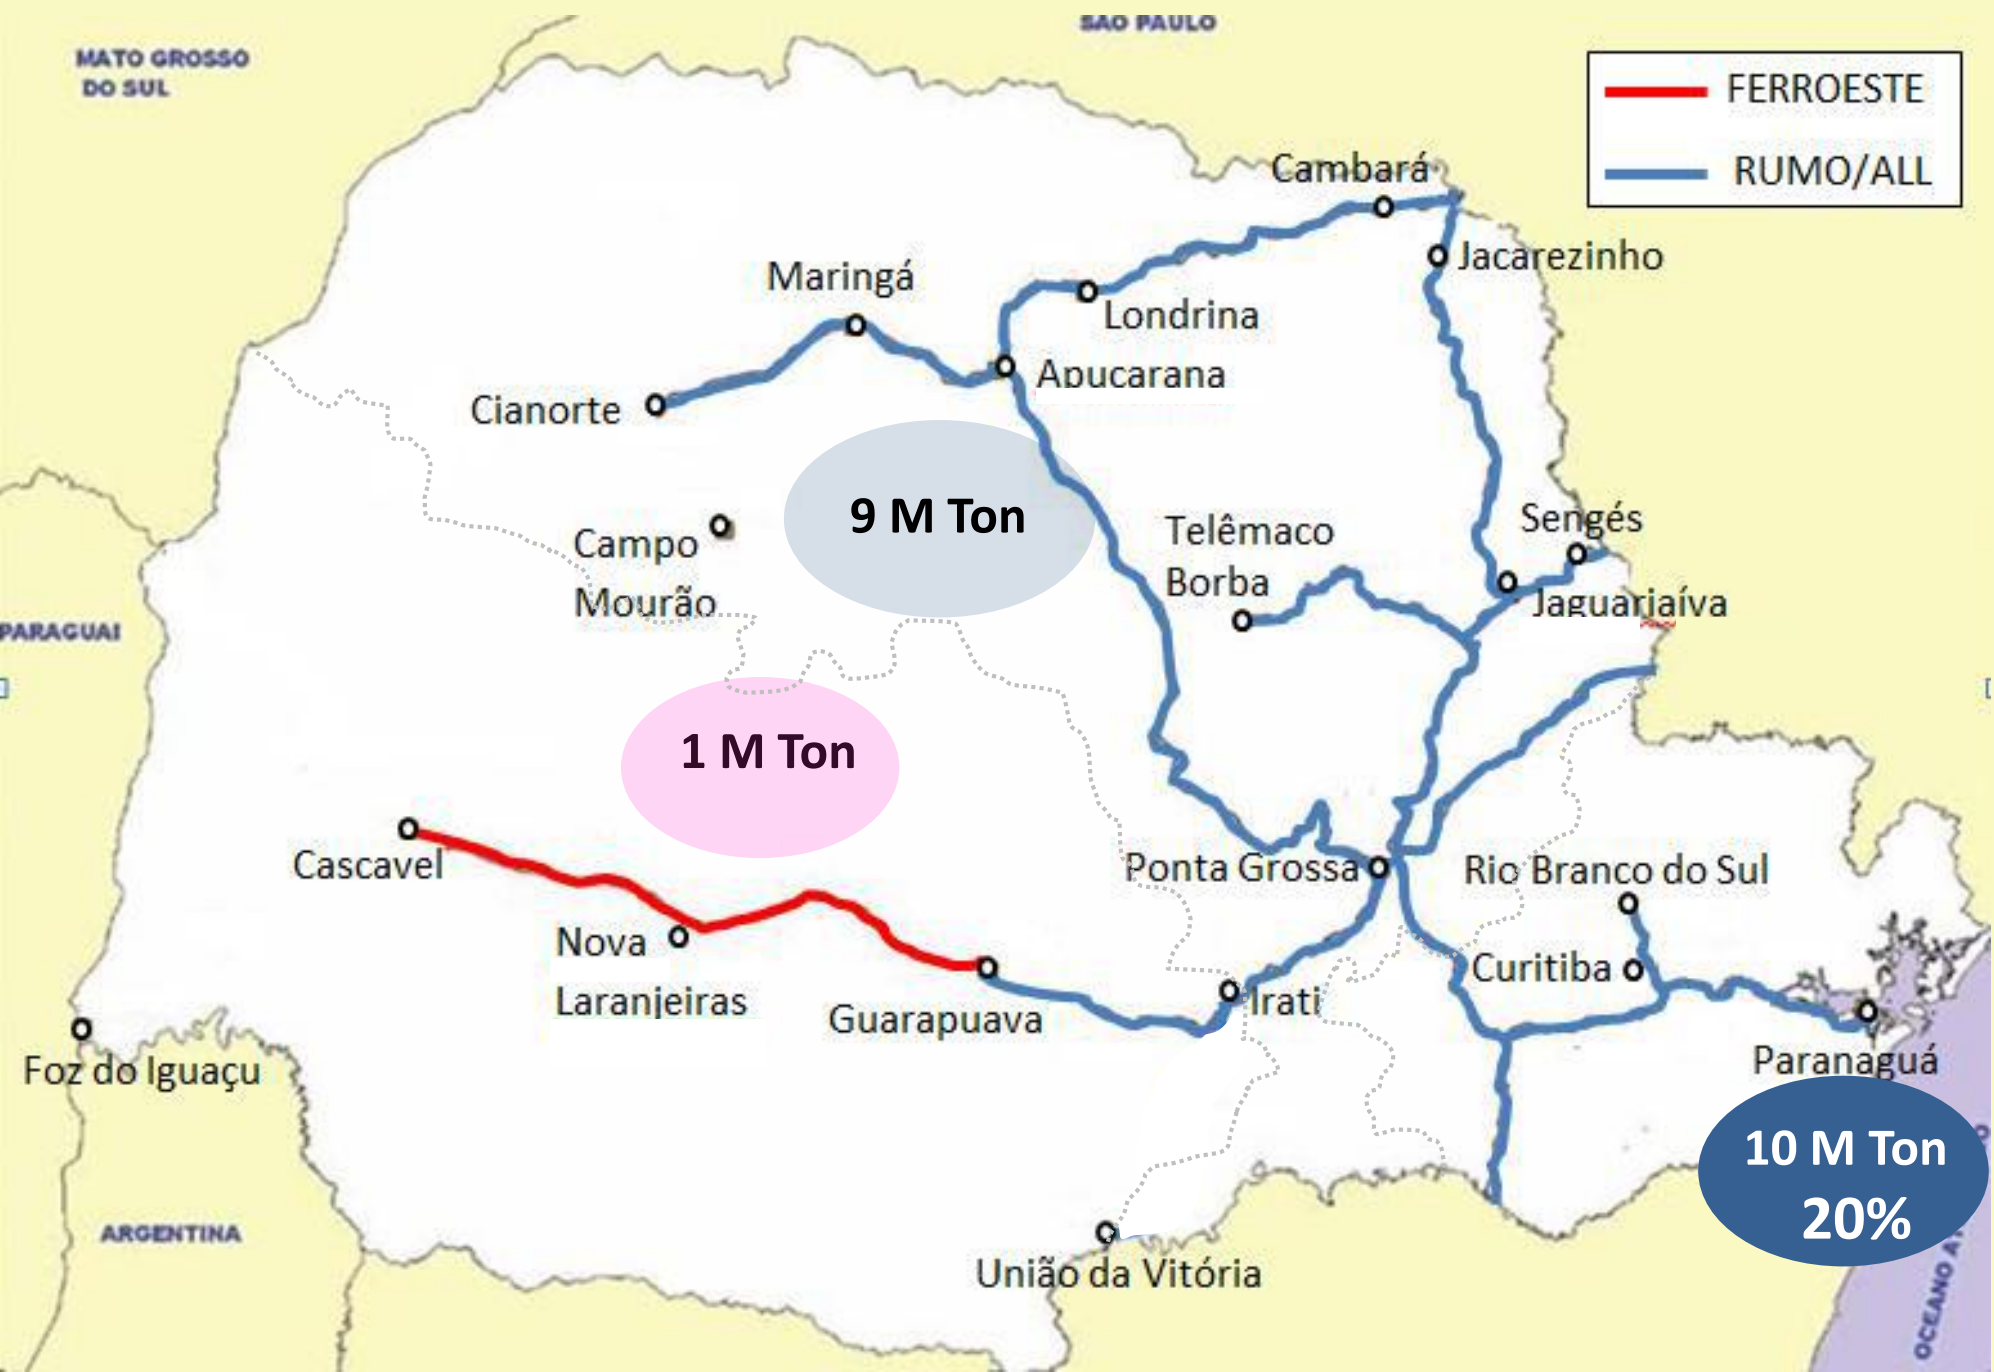 SAO PAULO
MATO GROSSO
DO SUL
FERROESTE
RUMO/ALL
Cambará
Jacarezinho
Maringá
Londrina
Apucarana
Cianorte
9 M Ton
Campo
Mourão
Telêmaco
Borba
Sengés
Jaguariaíva
PARAGUAI
1 M Ton
Cascavel
Ponta Grossa
Rio Branco do Sul
Nova
Laranjeiras
Guarapuava
Irati
Curitiba
Foz do Iguaçu
Paranaguá
10 M Ton
20%
ARGENTINA
União da Vitória
OCEANO